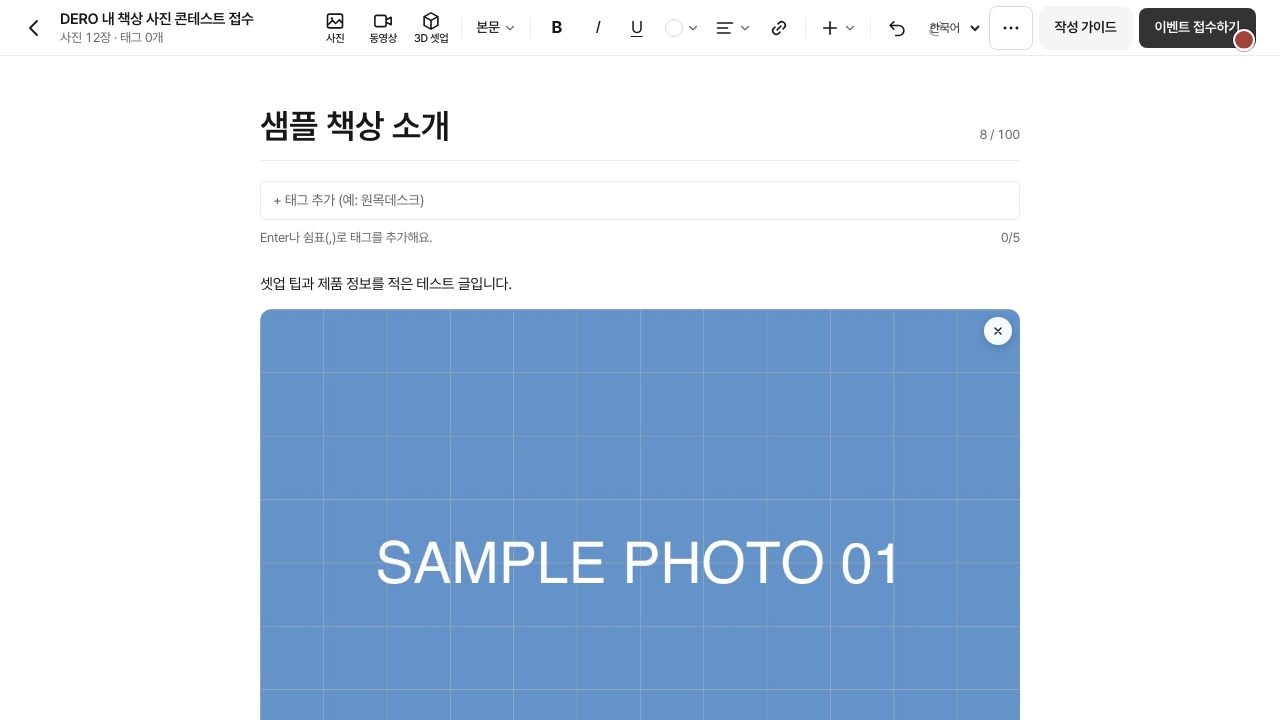 DERO 내 책상 사진 콘테스트 접수
사진 12장 · 태그 0개
사진
동영상
3D 셋업
본문
B
I
U
한국어
작성 가이드
이벤트 접수하기
샘플 책상 소개
8 / 100
+ 태그 추가 (예: 원목데스크)
Enter나 쉼표(,)로 태그를 추가해요.
0/5
셋업 팁과 제품 정보를 적은 테스트 글입니다.
SAMPLE PHOTO 01